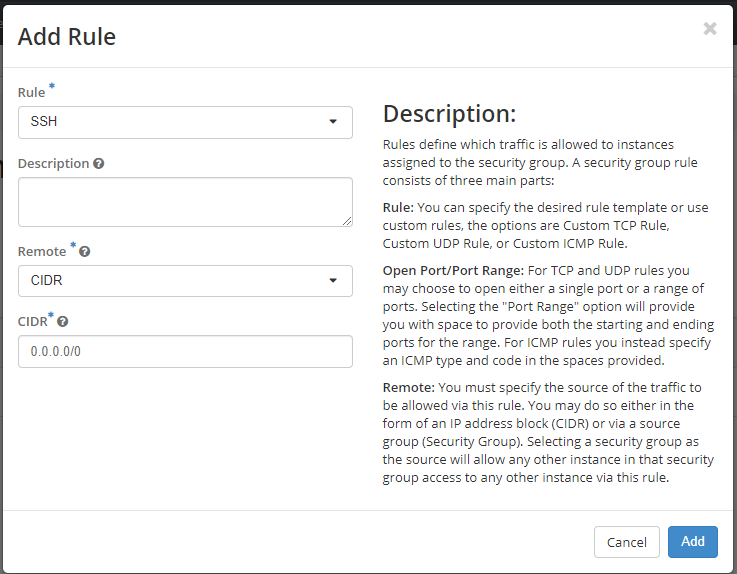 Add Rule
×
Rule *
SSH
Description
Remote *
CIDR
CIDR*
0.0.0.0/0
Description:
Rules define which traffic is allowed to instances
assigned to the security group. A security group rule
consists of three main parts:
Rule: You can specify the desired rule template or use
custom rules, the options are Custom TCP Rule,
Custom UDP Rule, or Custom ICMP Rule.
Open Port/Port Range: For TCP and UDP rules you
may choose to open either a single port or a range of
ports. Selecting the "Port Range" option will provide
you with space to provide both the starting and ending
ports for the range. For ICMP rules you instead specify
an ICMP type and code in the spaces provided.
Remote: You must specify the source of the traffic to
be allowed via this rule. You may do so either in the
form of an IP address block (CIDR) or via a source
group (Security Group). Selecting a security group as
the source will allow any other instance in that security
group access to any other instance via this rule.
Cancel
Add